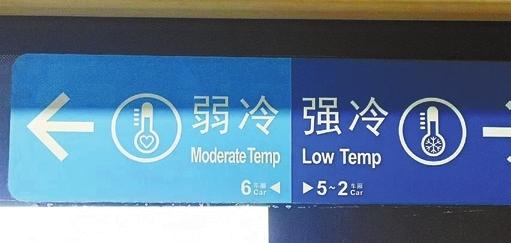 弱冷
Moderate Temp
6 车厢 Car ◀
强冷
Low Temp
▶ 5~2 车厢 Car